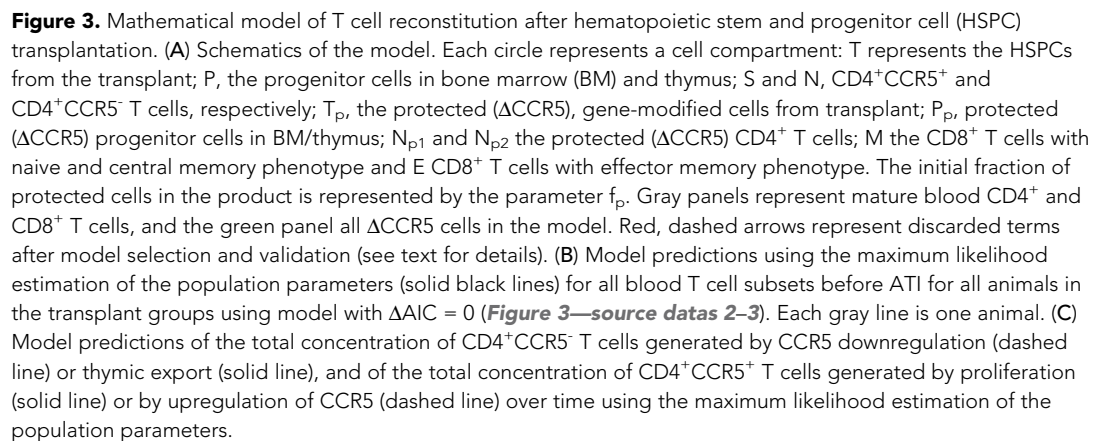 Figure 3. Mathematical model of T cell reconstitution after hematopoietic stem and progenitor cell (HSPC)
transplantation. (A) Schematics of the model. Each circle represents a cell compartment: T represents the HSPCs
from the transplant; P, the progenitor cells in bone marrow (BM) and thymus; S and N, CD4⁺CCR5⁺ and
CD4⁺CCR5⁻ T cells, respectively; Tₚ, the protected (ΔCCR5), gene-modified cells from transplant; Pₚ, protected
(ΔCCR5) progenitor cells in BM/thymus; Nₚ₁ and Nₚ₂ the protected (ΔCCR5) CD4⁺ T cells; M the CD8⁺ T cells with
naive and central memory phenotype and E CD8⁺ T cells with effector memory phenotype. The initial fraction of
protected cells in the product is represented by the parameter fₚ. Gray panels represent mature blood CD4⁺ and
CD8⁺ T cells, and the green panel all ΔCCR5 cells in the model. Red, dashed arrows represent discarded terms
after model selection and validation (see text for details). (B) Model predictions using the maximum likelihood
estimation of the population parameters (solid black lines) for all blood T cell subsets before ATI for all animals in
the transplant groups using model with ΔAIC = 0 (Figure 3—source datas 2–3). Each gray line is one animal. (C)
Model predictions of the total concentration of CD4⁺CCR5⁻ T cells generated by CCR5 downregulation (dashed
line) or thymic export (solid line), and of the total concentration of CD4⁺CCR5⁺ T cells generated by proliferation
(solid line) or by upregulation of CCR5 (dashed line) over time using the maximum likelihood estimation of the
population parameters.